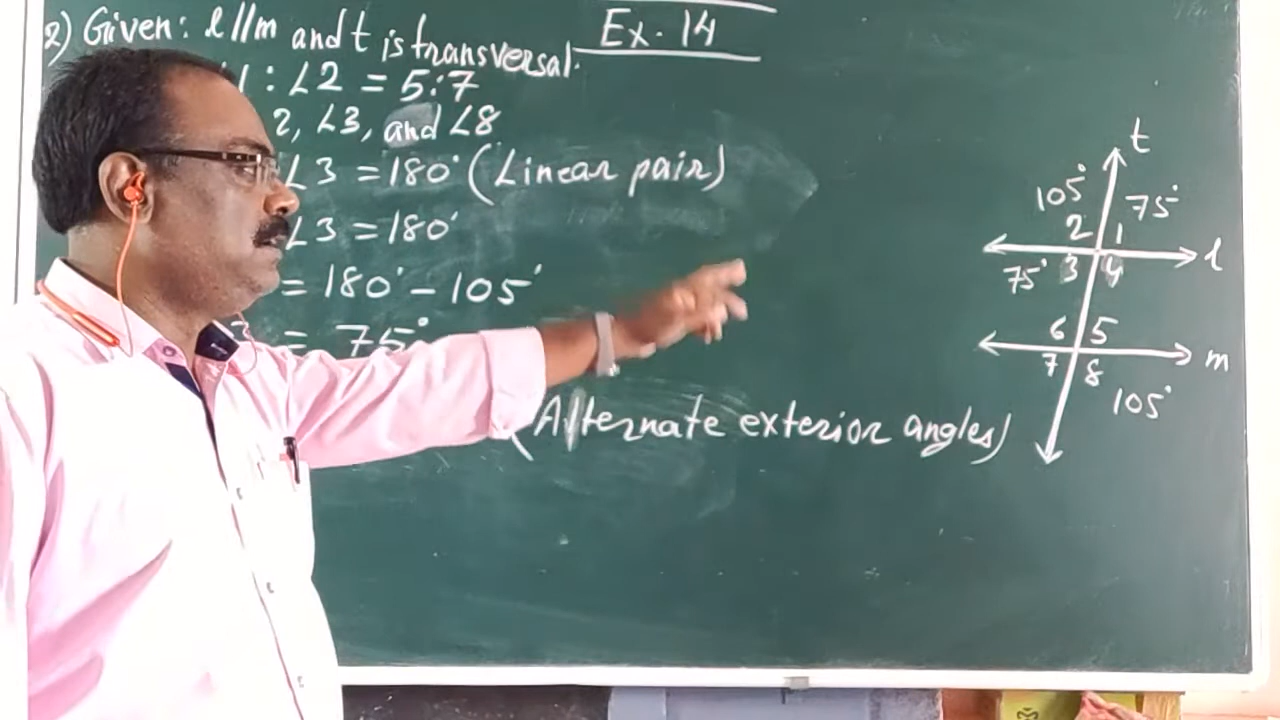 Ex. 14
2) Given: l // m and t is transversal.
1 : ∠2 = 5:7
2, ∠3, and ∠8
∠3 = 180° (Linear pair)
∠3 = 180°
= 180° - 105°
= 75°
(Alternate exterior angles)
t
105° 75°
2 1
l
75° 3 4
6 5
m
7 8
105°